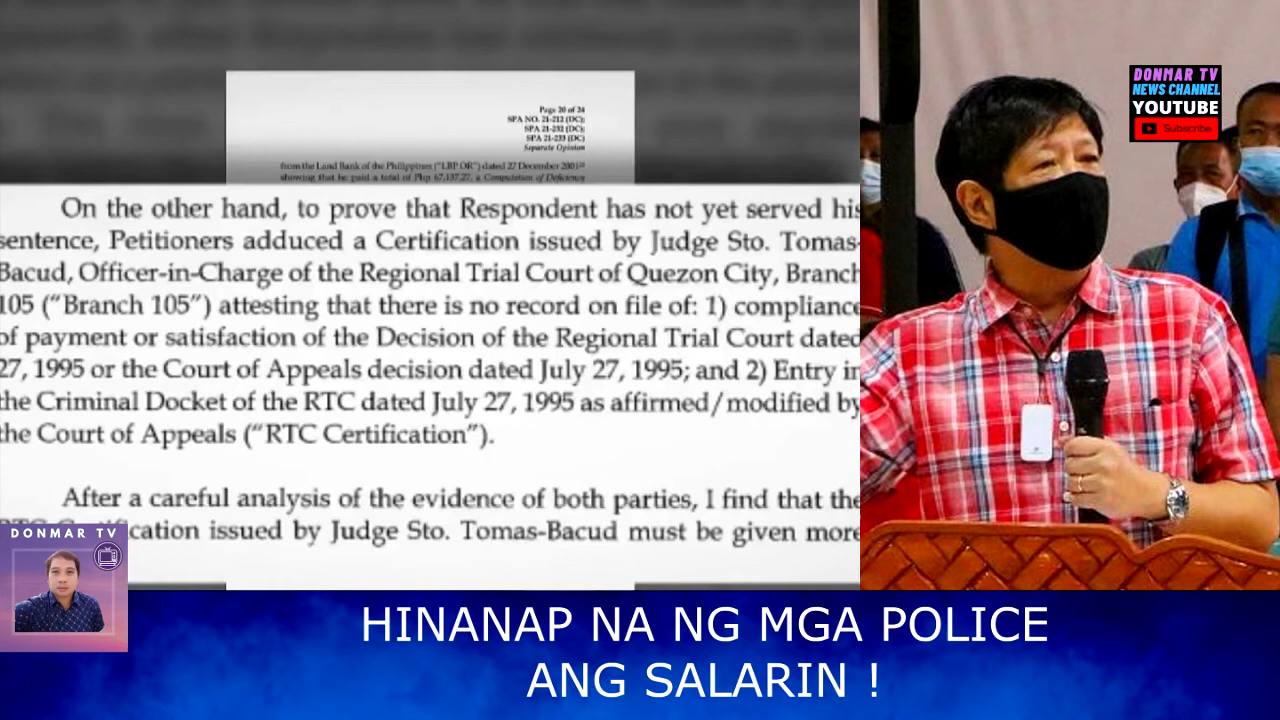 Page 20 of 24
SPA NO. 21-212 (DC);
SPA 21-232 (DC);
SPA 21-233 (DC);
Separate Opinion
from the Land Bank of the Philippines ("LBP OR") dated 27 December 2001
showing that he paid a total of Php 67,137.27, a Computation of Deficiency
On the other hand, to prove that Respondent has not yet served his
sentence, Petitioners adduced a Certification issued by Judge Sto. Tomas-
Bacud, Officer-in-Charge of the Regional Trial Court of Quezon City, Branch
105 ("Branch 105") attesting that there is no record on file of: 1) compliance
of payment or satisfaction of the Decision of the Regional Trial Court dated
27, 1995 or the Court of Appeals decision dated July 27, 1995; and 2) Entry in
the Criminal Docket of the RTC dated July 27, 1995 as affirmed/modified by
the Court of Appeals ("RTC Certification").
After a careful analysis of the evidence of both parties, I find that the
cation issued by Judge Sto. Tomas-Bacud must be given more
DONMAR TV
NEWS CHANNEL
YOUTUBE
Subscribe
DONMAR TV
HINANAP NA NG MGA POLICE
ANG SALARIN !